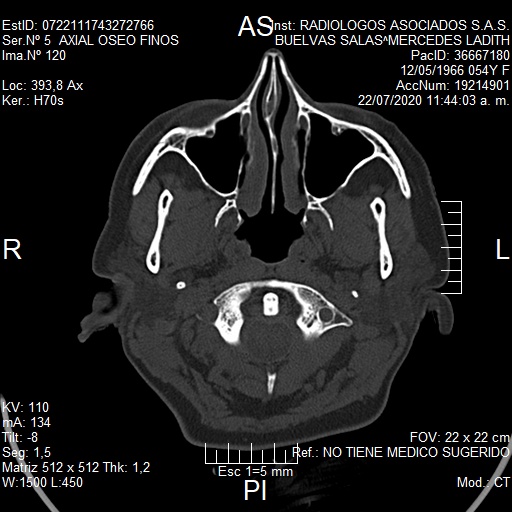 EstID: 0722111743272766
Ser.Nº 5 AXIAL OSEO FINOS
Ima.Nº 120
Loc: 393,8 Ax
Ker.: H70s
AS
Inst: RADIOLOGOS ASOCIADOS S.A.S.
BUELVAS SALAS^MERCEDES LADITH
PacID: 36667180
12/05/1966 054Y F
AccNum: 19214901
22/07/2020 11:44:03 a. m.
R
L
KV: 110
mA: 134
Tilt: -8
Seg: 1,5
Matriz 512 x 512 Thk: 1,2
W:1500 L:450
Esc 1=5 mm
PI
FOV: 22 x 22 cm
Ref.: NO TIENE MEDICO SUGERIDO
Mod.: CT